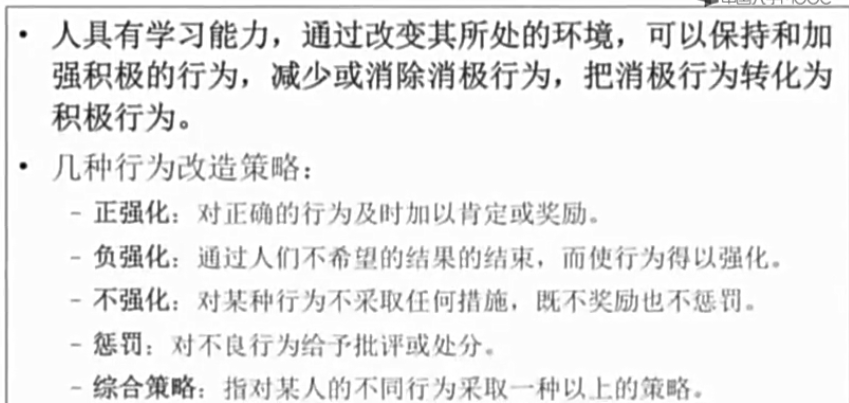 • 人具有学习能力，通过改变其所处的环境，可以保持和加
强积极的行为，减少或消除消极行为，把消极行为转化为
积极行为。
• 几种行为改造策略：
– 正强化：对正确的行为及时加以肯定或奖励。
– 负强化：通过人们不希望的结果的结束，而使行为得以强化。
– 不强化：对某种行为不采取任何措施，既不奖励也不惩罚。
– 惩罚：对不良行为给予批评或处分。
– 综合策略：指对某人的不同行为采取一种以上的策略。